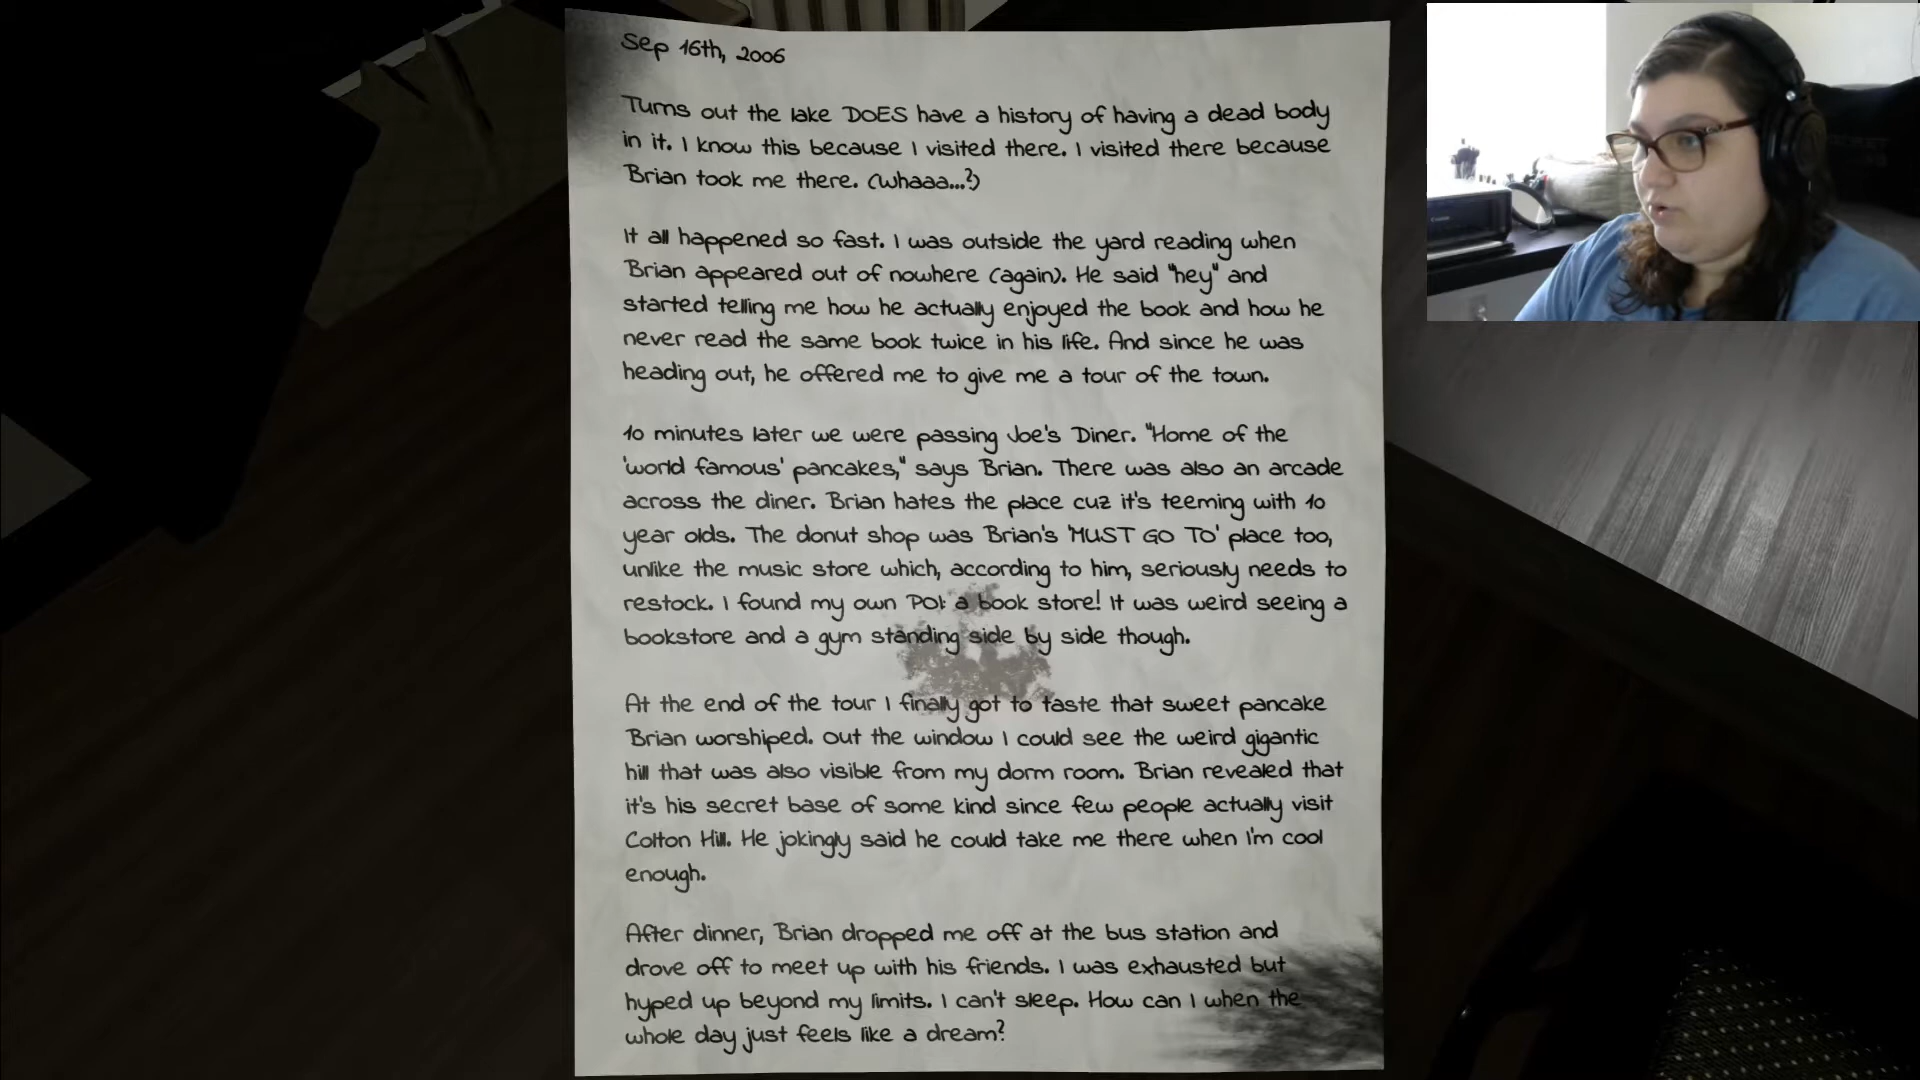 Sep 16th, 2006
Turns out the lake DOES have a history of having a dead body
in it. I know this because I visited there. I visited there because
Brian took me there. (Whaaa...?)
It all happened so fast. I was outside the yard reading when
Brian appeared out of nowhere (again). He said "hey" and
started telling me how he actually enjoyed the book and how he
never read the same book twice in his life. And since he was
heading out, he offered me to give me a tour of the town.
10 minutes later we were passing Joe's Diner. "Home of the
'world famous' pancakes," says Brian. There was also an arcade
across the diner. Brian hates the place cuz it's teeming with 10
year olds. The donut shop was Brian's 'MUST GO TO' place too,
unlike the music store which, according to him, seriously needs to
restock. I found my own POI: a book store! It was weird seeing a
bookstore and a gym standing side by side though.
At the end of the tour I finally got to taste that sweet pancake
Brian worshiped. Out the window I could see the weird gigantic
hill that was also visible from my dorm room. Brian revealed that
it's his secret base of some kind since few people actually visit
Colton Hill. He jokingly said he could take me there when I'm cool
enough.
After dinner, Brian dropped me off at the bus station and
drove off to meet up with his friends. I was exhausted but
hyped up beyond my limits. I can't sleep. How can I when the
whole day just feels like a dream?
Canon